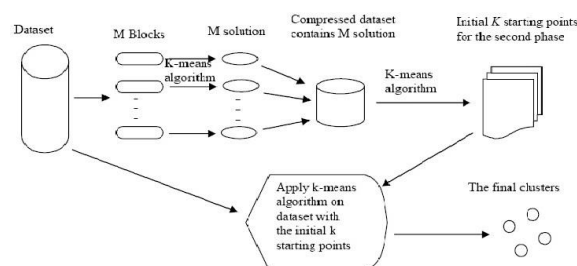 Dataset
M Blocks
M solution
Compressed dataset
contains M solution
Initial K starting points
for the second phase
K-means
algorithm
K-means
algorithm
Apply k-means
algorithm on
dataset with
the initial k
starting points
The final clusters